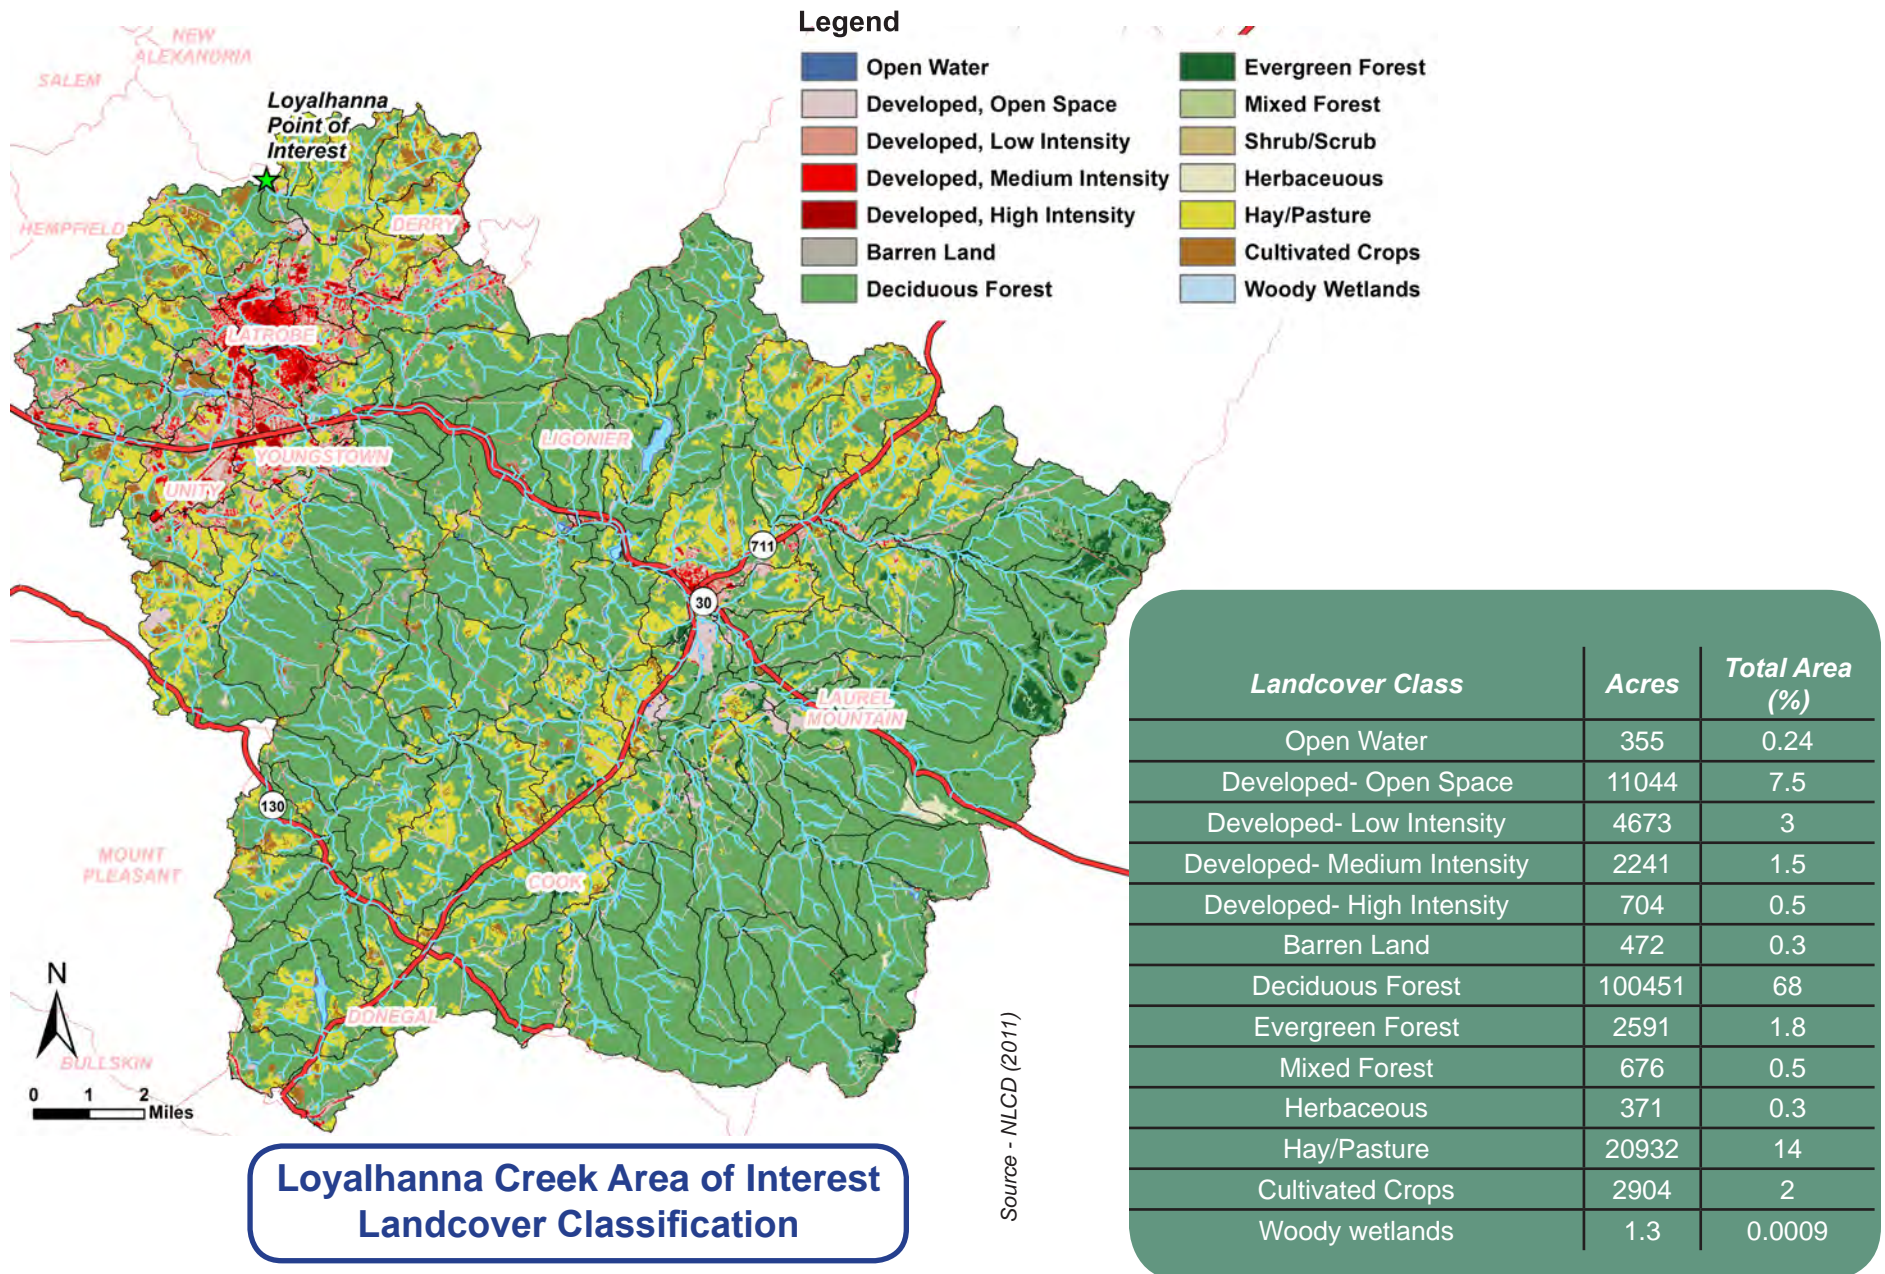 Legend
Open Water
Developed, Open Space
Developed, Low Intensity
Developed, Medium Intensity
Developed, High Intensity
Barren Land
Deciduous Forest
Evergreen Forest
Mixed Forest
Shrub/Scrub
Herbaceuous
Hay/Pasture
Cultivated Crops
Woody Wetlands
NEW
ALEXANDRIA
SALEM
Loyalhanna
Point of
Interest
HEMPFIELD
DERRY
LATROBE
LIGONIER
YOUNGSTOWN
UNITY
711
30
LAUREL
MOUNTAIN
130
MOUNT
PLEASANT
COOK
DONEGAL
N
BULLSKIN
0 1 2
Miles
Source - NLCD (2011)
Loyalhanna Creek Area of Interest
Landcover Classification
Landcover Class Acres Total Area
(%)
Open Water 355 0.24
Developed- Open Space 11044 7.5
Developed- Low Intensity 4673 3
Developed- Medium Intensity 2241 1.5
Developed- High Intensity 704 0.5
Barren Land 472 0.3
Deciduous Forest 100451 68
Evergreen Forest 2591 1.8
Mixed Forest 676 0.5
Herbaceous 371 0.3
Hay/Pasture 20932 14
Cultivated Crops 2904 2
Woody wetlands 1.3 0.0009